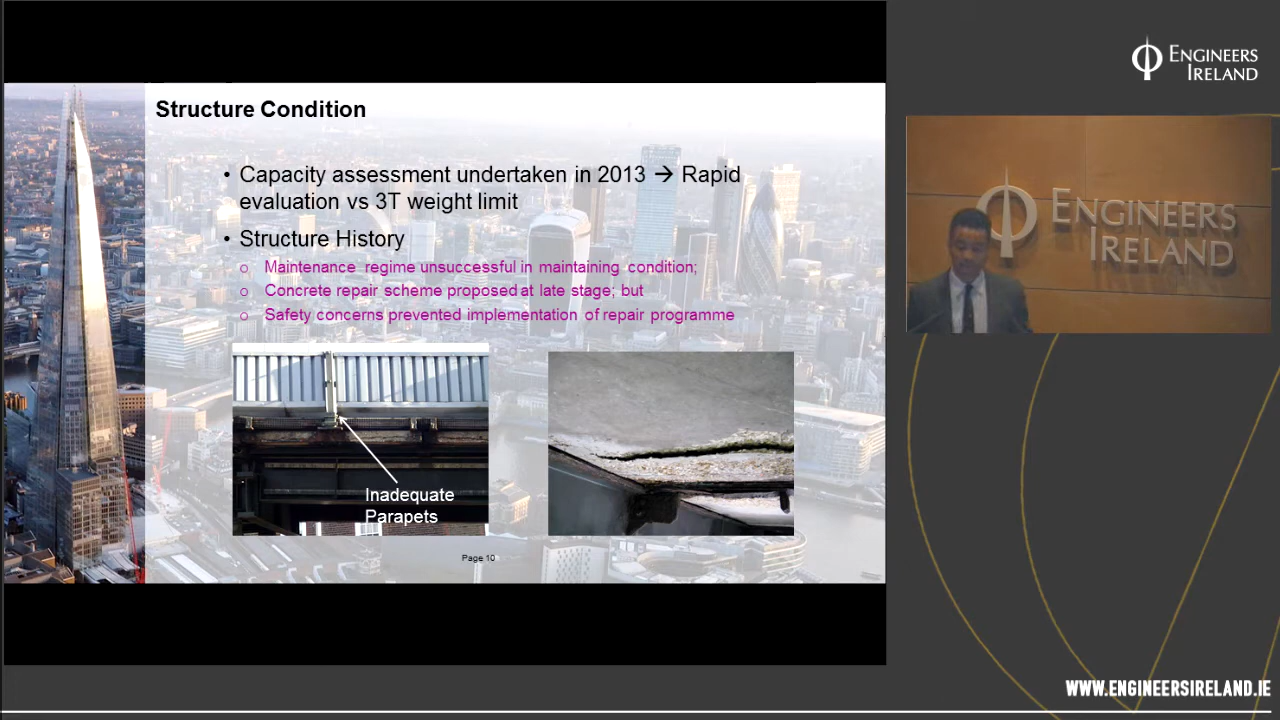 Structure Condition
• Capacity assessment undertaken in 2013 → Rapid
evaluation vs 3T weight limit
• Structure History
o Maintenance regime unsuccessful in maintaining condition;
o Concrete repair scheme proposed at late stage; but
o Safety concerns prevented implementation of repair programme
Inadequate
Parapets
Page 10
ENGINEERS
IRELAND
ENGINEERS
IRELAND
WWW.ENGINEERSIRELAND.IE